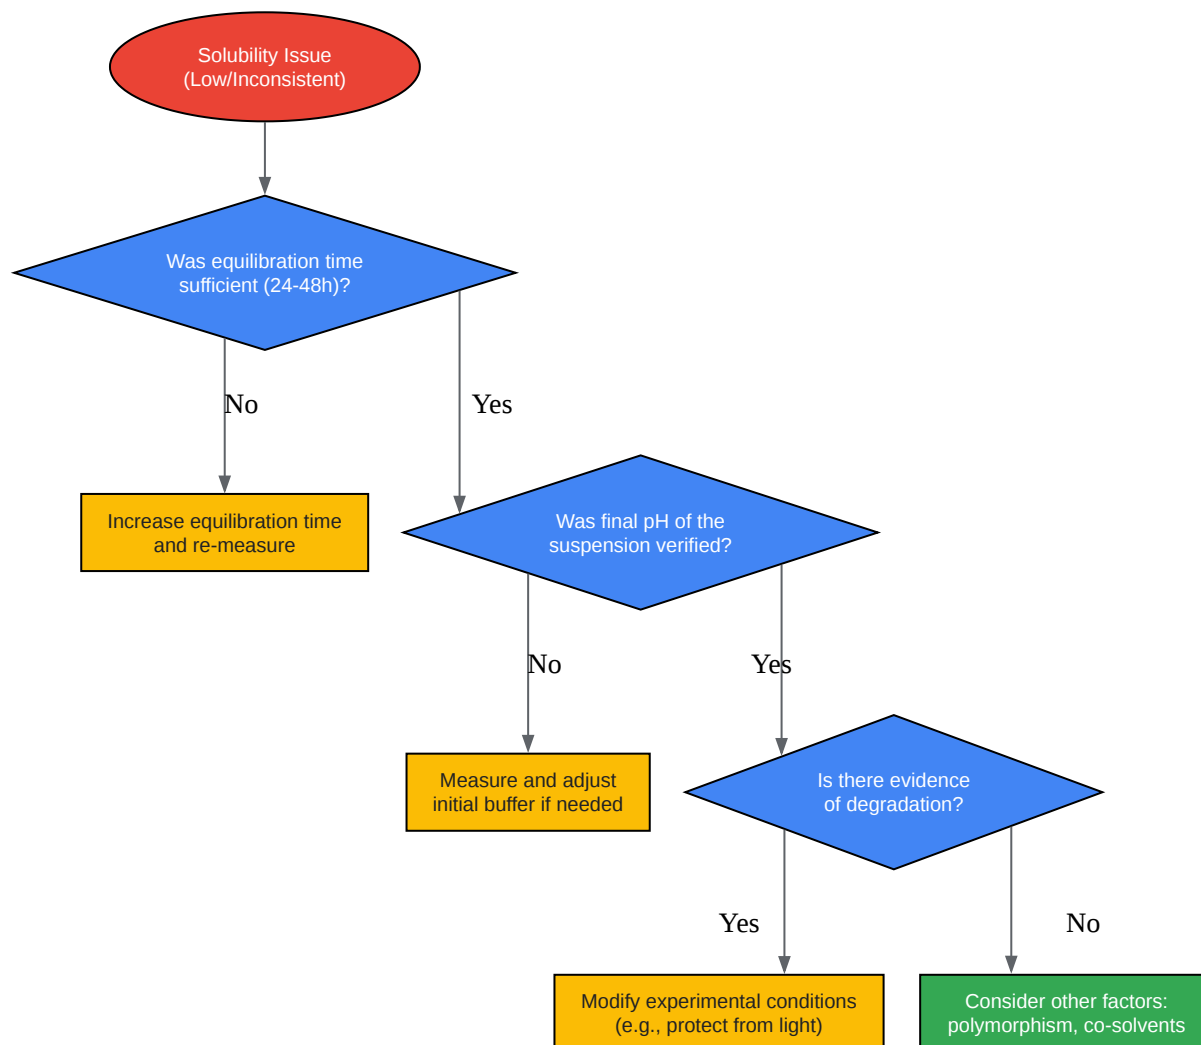 Solubility Issue
(Low/Inconsistent)
Was equilibration time
sufficient (24-48h)?
No
Yes
Increase equilibration time
and re-measure
Was final pH of the
suspension verified?
No
Yes
Measure and adjust
initial buffer if needed
Is there evidence
of degradation?
Yes
No
Modify experimental conditions
(e.g., protect from light)
Consider other factors:
polymorphism, co-solvents